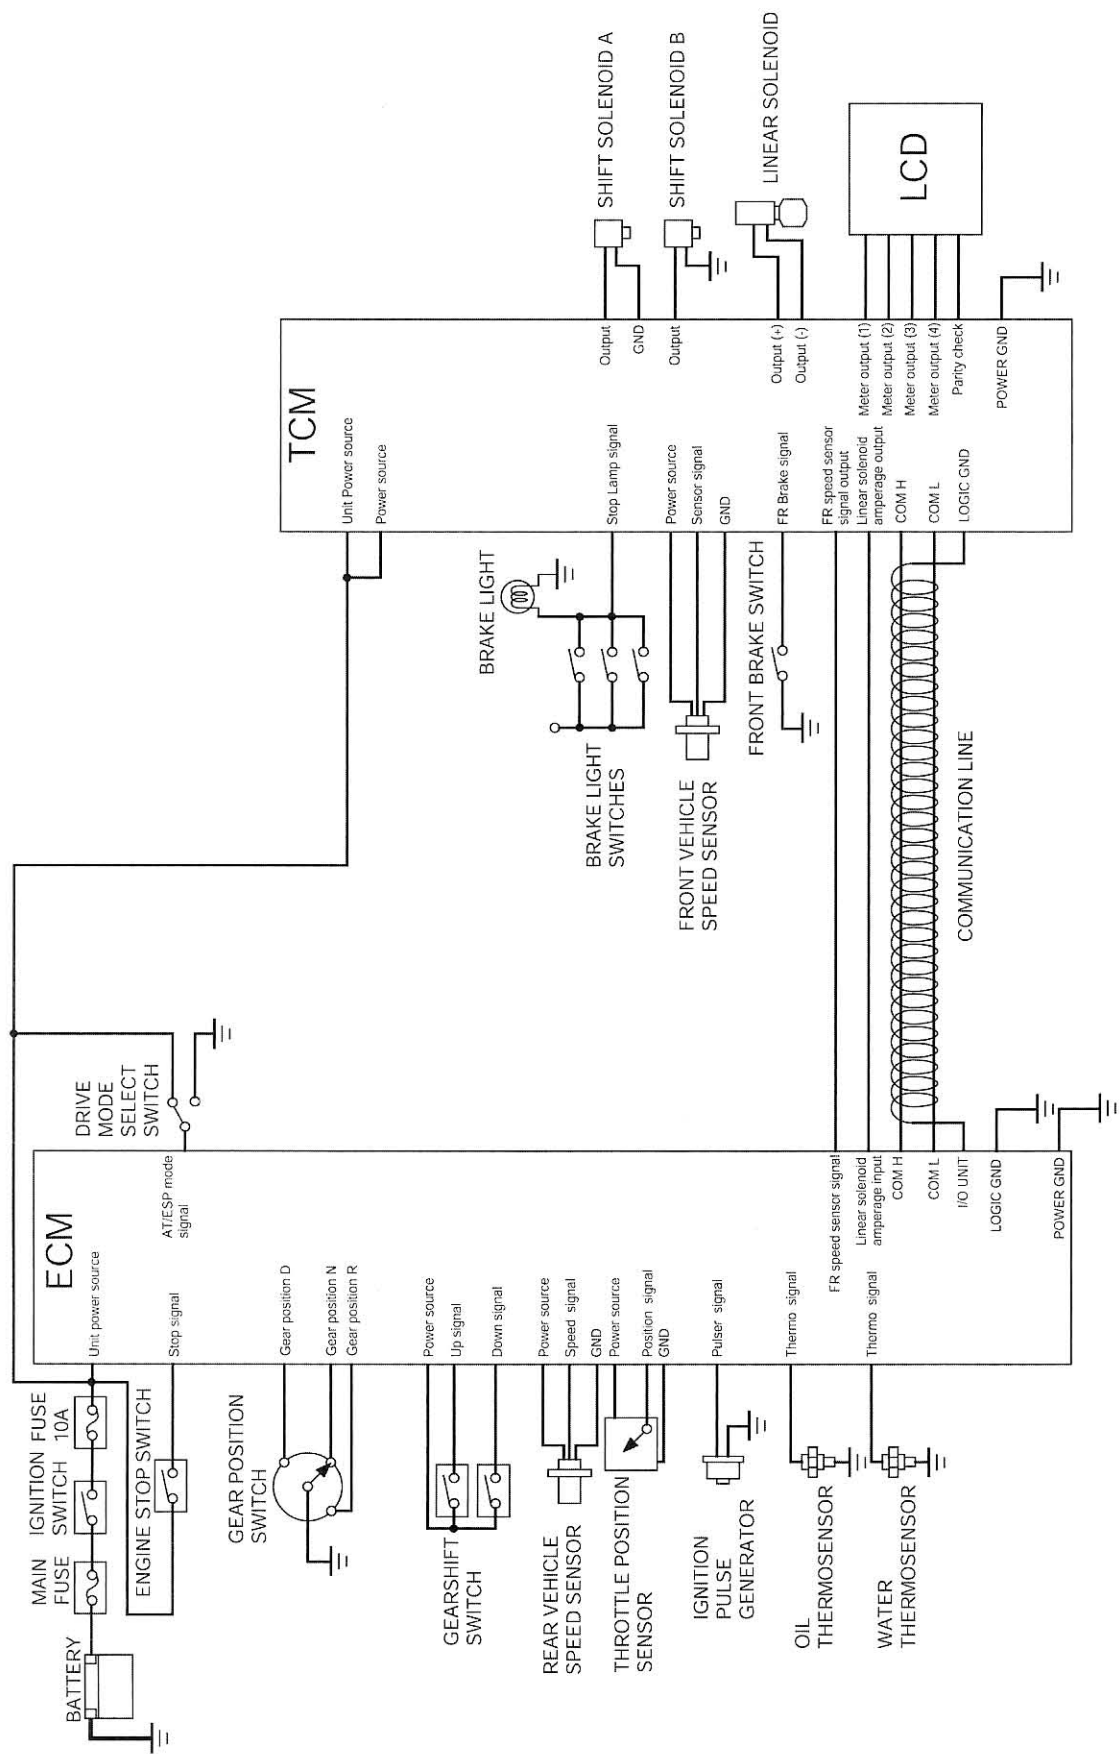 BATTERY
MAIN
FUSE
IGNITION
SWITCH
FUSE
10A
ENGINE STOP SWITCH
GEAR POSITION
SWITCH
GEARSHIFT
SWITCH
REAR VEHICLE
SPEED SENSOR
THROTTLE POSITION
SENSOR
IGNITION
PULSE
GENERATOR
OIL
THERMOSENSOR
WATER
THERMOSENSOR
ECM
Unit power source
Stop signal
Gear position D
Gear position N
Gear position R
Power source
Up signal
Down signal
Power source
Speed signal
GND
Power source
Position signal
GND
Pulser signal
Thermo signal
Thermo signal
AT/ESP mode
signal
FR speed sensor signal
Linear solenoid
amperage input
COM H
COM L
I/O UNIT
LOGIC GND
POWER GND
DRIVE
MODE
SELECT
SWITCH
BRAKE LIGHT
BRAKE LIGHT
SWITCHES
FRONT VEHICLE
SPEED SENSOR
FRONT BRAKE SWITCH
COMMUNICATION LINE
TCM
Unit Power source
Power source
Stop Lamp signal
Power source
Sensor signal
GND
FR Brake signal
FR speed sensor
signal output
Linear solenoid
amperage output
COM H
COM L
LOGIC GND
Output
GND
Output
Output (+)
Output (-)
Meter output (1)
Meter output (2)
Meter output (3)
Meter output (4)
Parity check
POWER GND
SHIFT SOLENOID A
SHIFT SOLENOID B
LINEAR SOLENOID
LCD